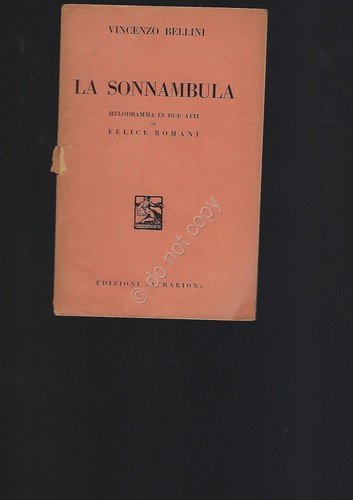 VINCENZO BELLINI
LA SONNAMBULA
MELODRAMMA IN DUE ATTI
DI
FELICE ROMANI
© do not copy
EDIZIONI «A. BARION»